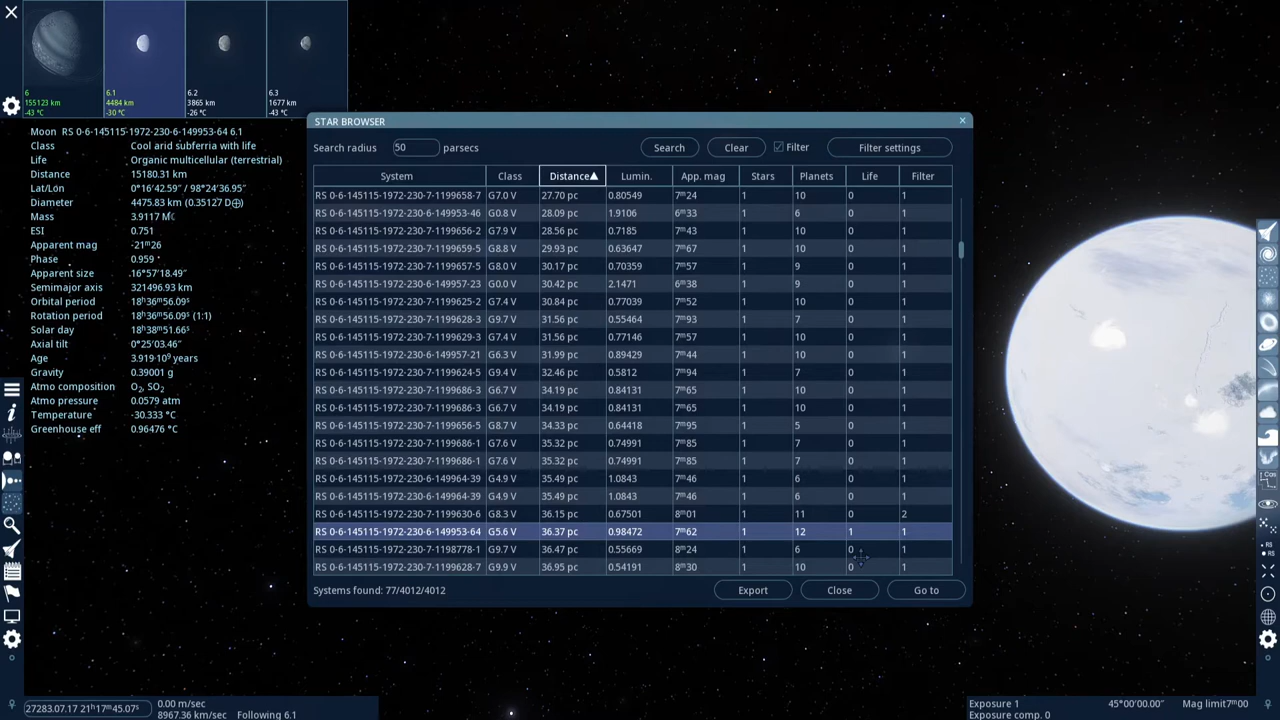 6
155123 km
-43 °C
6.1
4484 km
-30 °C
6.2
3865 km
-26 °C
6.3
1677 km
-43 °C
Moon RS 0-6-145115-1972-230-6-149953-64 6.1
Class Cool arid subferria with life
Life Organic multicellular (terrestrial)
Distance 15180.31 km
Lat/Lon 0°16'42.59" / 98°24'36.95"
Diameter 4475.83 km (0.35127 D⊕)
Mass 3.9117 M☾
ESI 0.751
Apparent mag -21ᵐ26
Phase 0.959
Apparent size 16°57'18.49"
Semimajor axis 321496.93 km
Orbital period 18ʰ36ᵐ56.09ˢ
Rotation period 18ʰ36ᵐ56.09ˢ (1:1)
Solar day 18ʰ38ᵐ51.66ˢ
Axial tilt 0°25'03.46"
Age 3.919·10⁹ years
Gravity 0.39001 g
Atmo composition O₂, SO₂
Atmo pressure 0.0579 atm
Temperature -30.333 °C
Greenhouse eff 0.96476 °C
STAR BROWSER
Search radius 50 parsecs Search Clear Filter Filter settings
System Class Distance▲ Lumin. App. mag Stars Planets Life Filter
RS 0-6-145115-1972-230-7-1199658-7 G7.0 V 27.70 pc 0.80549 7ᵐ24 1 10 0 1
RS 0-6-145115-1972-230-6-149953-46 G0.8 V 28.09 pc 1.9106 6ᵐ33 1 6 0 1
RS 0-6-145115-1972-230-7-1199656-2 G7.9 V 28.56 pc 0.7185 7ᵐ43 1 10 0 1
RS 0-6-145115-1972-230-7-1199659-5 G8.8 V 29.93 pc 0.63647 7ᵐ67 1 10 0 1
RS 0-6-145115-1972-230-7-1199657-5 G8.0 V 30.17 pc 0.70359 7ᵐ57 1 9 0 1
RS 0-6-145115-1972-230-6-149957-23 G0.0 V 30.42 pc 2.1471 6ᵐ38 1 9 0 1
RS 0-6-145115-1972-230-7-1199625-2 G7.4 V 30.84 pc 0.77039 7ᵐ52 1 10 0 1
RS 0-6-145115-1972-230-7-1199628-3 G9.7 V 31.56 pc 0.55464 7ᵐ93 1 7 0 1
RS 0-6-145115-1972-230-7-1199629-3 G7.4 V 31.56 pc 0.77146 7ᵐ57 1 10 0 1
RS 0-6-145115-1972-230-6-149957-21 G6.3 V 31.99 pc 0.89429 7ᵐ44 1 10 0 1
RS 0-6-145115-1972-230-7-1199624-5 G9.4 V 32.46 pc 0.5812 7ᵐ94 1 7 0 1
RS 0-6-145115-1972-230-7-1199686-3 G6.7 V 34.19 pc 0.84131 7ᵐ65 1 10 0 1
RS 0-6-145115-1972-230-7-1199686-3 G6.7 V 34.19 pc 0.84131 7ᵐ65 1 10 0 1
RS 0-6-145115-1972-230-7-1199656-5 G8.7 V 34.33 pc 0.64418 7ᵐ95 1 5 0 1
RS 0-6-145115-1972-230-7-1199686-1 G7.6 V 35.32 pc 0.74991 7ᵐ85 1 7 0 1
RS 0-6-145115-1972-230-7-1199686-1 G7.6 V 35.32 pc 0.74991 7ᵐ85 1 7 0 1
RS 0-6-145115-1972-230-6-149964-39 G4.9 V 35.49 pc 1.0843 7ᵐ46 1 6 0 1
RS 0-6-145115-1972-230-6-149964-39 G4.9 V 35.49 pc 1.0843 7ᵐ46 1 6 0 1
RS 0-6-145115-1972-230-7-1199630-6 G8.3 V 36.15 pc 0.67501 8ᵐ01 1 11 0 2
RS 0-6-145115-1972-230-6-149953-64 G5.6 V 36.37 pc 0.98472 7ᵐ62 1 12 1 1
RS 0-6-145115-1972-230-7-1198778-1 G9.7 V 36.47 pc 0.55669 8ᵐ24 1 6 0 1
RS 0-6-145115-1972-230-7-1199628-7 G9.9 V 36.95 pc 0.54191 8ᵐ30 1 10 0 1
Systems found: 77/4012/4012 Export Close Go to
27283.07.17 21ʰ17ᵐ45.07ˢ
0.00 m/sec
8967.36 km/sec Following 6.1
Exposure 1 45°00'00.00" Mag limit 7ᵐ00
Exposure comp. 0